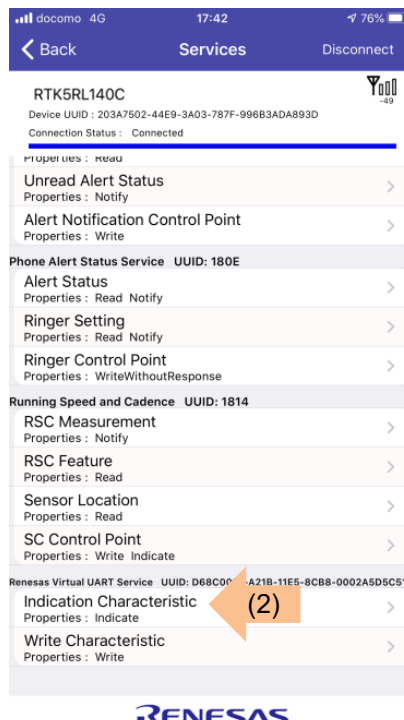 docomo 4G 17:42 76%
Back Services Disconnect
RTK5RL140C
-49
Device UUID : 203A7502-44E9-3A03-787F-996B3ADA893D
Connection Status : Connected
Properties : Read
Unread Alert Status
Properties : Notify
Alert Notification Control Point
Properties : Write
Phone Alert Status Service UUID: 180E
Alert Status
Properties : Read Notify
Ringer Setting
Properties : Read Notify
Ringer Control Point
Properties : WriteWithoutResponse
Running Speed and Cadence UUID: 1814
RSC Measurement
Properties : Notify
RSC Feature
Properties : Read
Sensor Location
Properties : Read
SC Control Point
Properties : Write Indicate
Renesas Virtual UART Service UUID: D68C00 -A21B-11E5-8CB8-0002A5D5C5
Indication Characteristic (2)
Properties : Indicate
Write Characteristic
Properties : Write
RENESAS